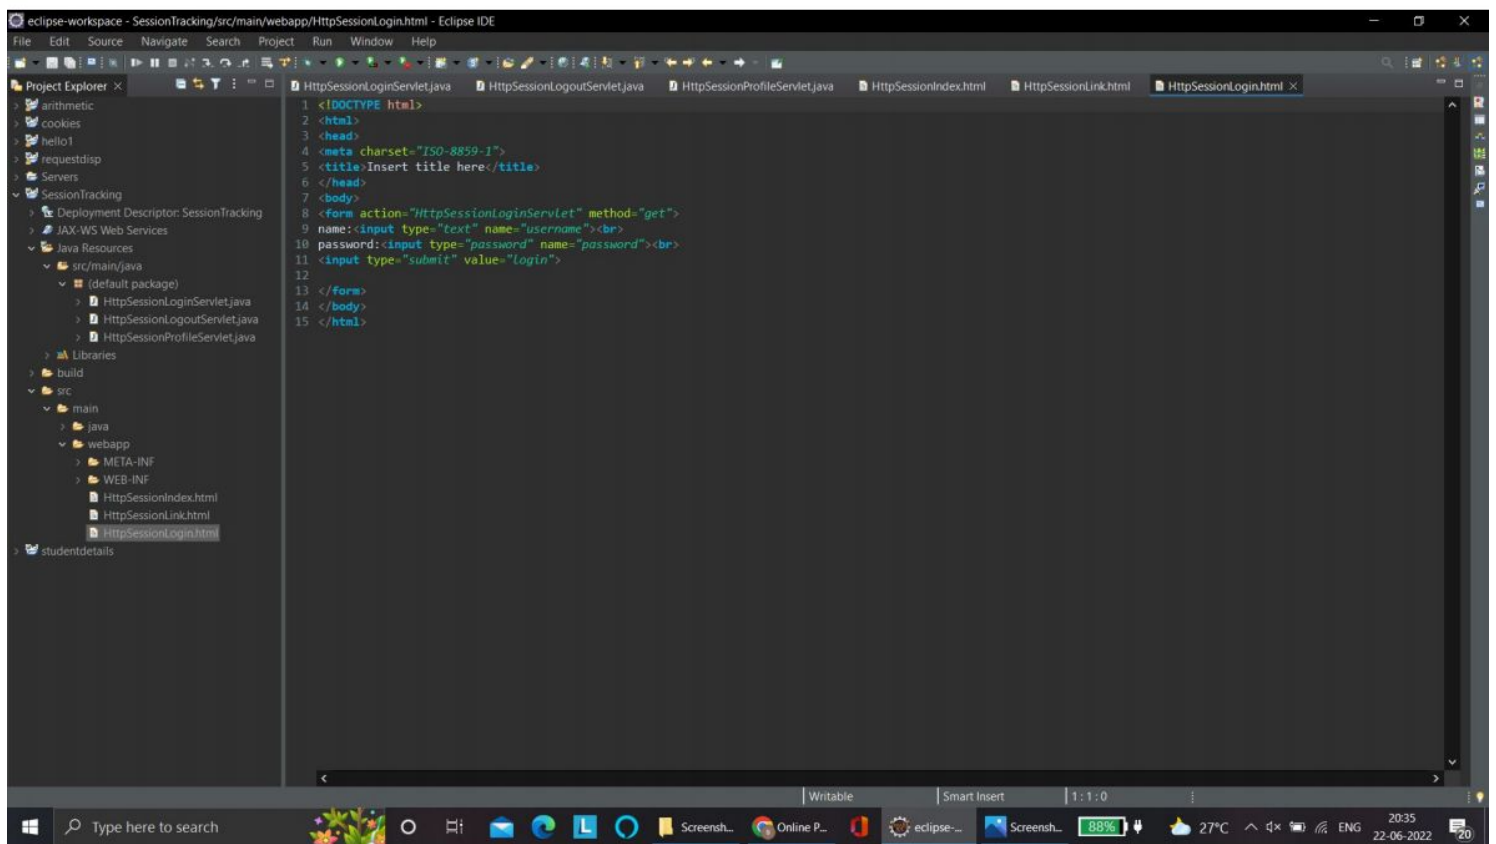 eclipse-workspace - SessionTracking/src/main/webapp/HttpSessionLogin.html - Eclipse IDE
File Edit Source Navigate Search Project Run Window Help
Project Explorer
HttpSessionLoginServlet.java HttpSessionLogoutServlet.java HttpSessionProfileServlet.java HttpSessionIndex.html HttpSessionLink.html HttpSessionLogin.html
arithmetic
cookies
hello1
requestdisp
Servers
SessionTracking
Deployment Descriptor: SessionTracking
JAX-WS Web Services
Java Resources
src/main/java
(default package)
HttpSessionLoginServlet.java
HttpSessionLogoutServlet.java
HttpSessionProfileServlet.java
Libraries
build
src
main
java
webapp
META-INF
WEB-INF
HttpSessionIndex.html
HttpSessionLink.html
HttpSessionLogin.html
studentdetails
1 <!DOCTYPE html>
2 <html>
3 <head>
4 <meta charset="ISO-8859-1">
5 <title>Insert title here</title>
6 </head>
7 <body>
8 <form action="HttpSessionLoginServlet" method="get">
9 name:<input type="text" name="username"><br>
10 password:<input type="password" name="password"><br>
11 <input type="submit" value="login">
12
13 </form>
14 </body>
15 </html>
Writable Smart Insert 1:1:0
Type here to search L Screensh... Online P... eclipse-... Screensh... 88% 27°C ENG 20:35
22-06-2022 20